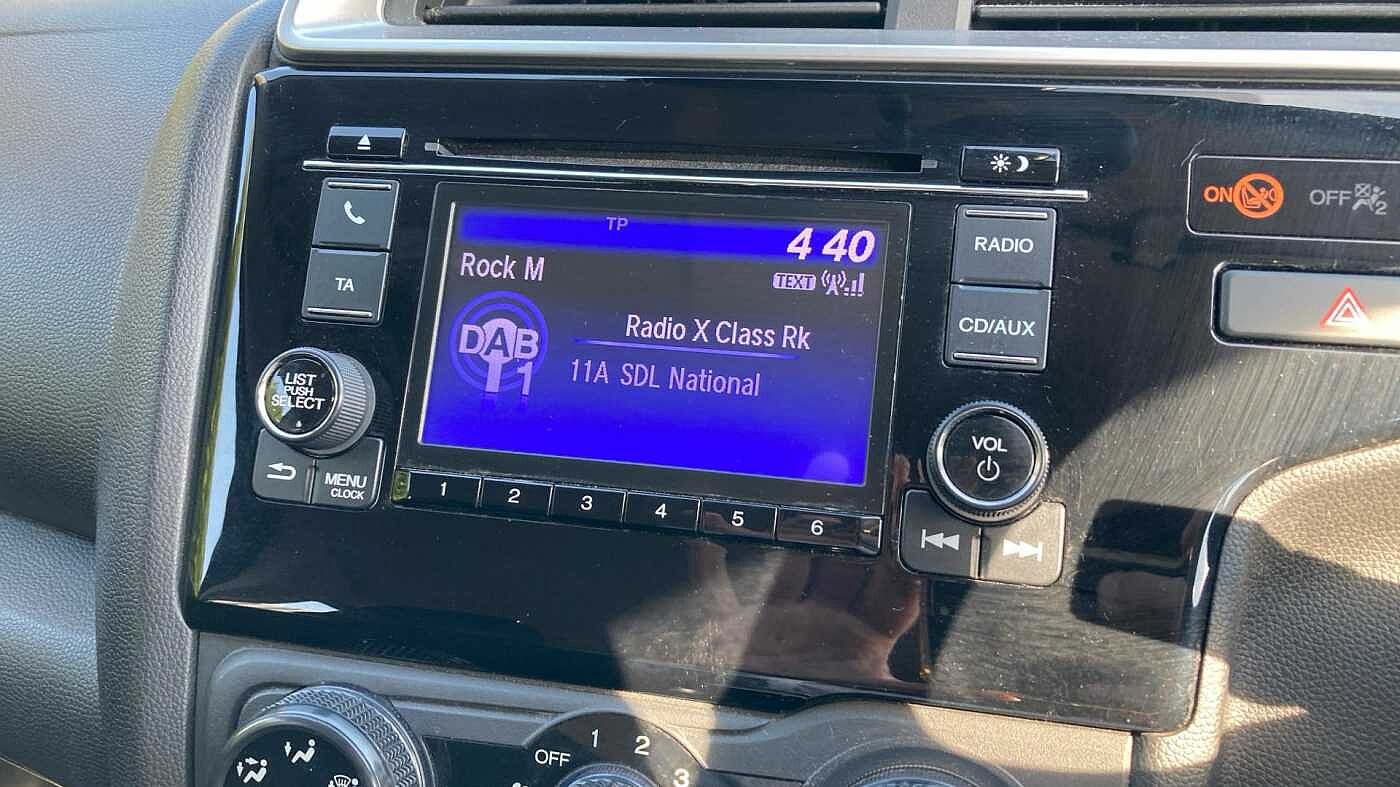 TP
4 40
Rock M
TEXT
DAB
1
Radio X Class Rk
11A SDL National
TA
LIST
PUSH
SELECT
MENU
CLOCK
1 2 3 4 5 6
RADIO
CD/AUX
VOL
ON
OFF
2
OFF 1 2 3